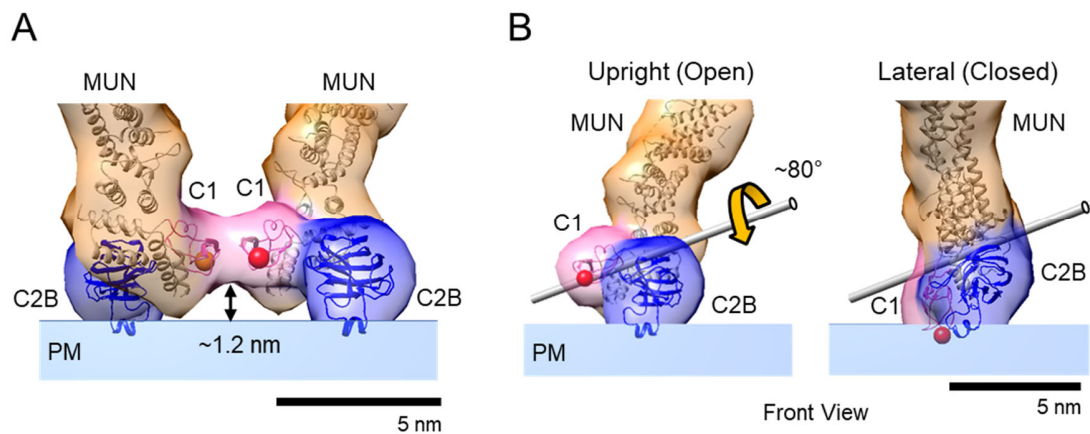 A
MUN
MUN
C1
C1
C2B
C2B
PM
~1.2 nm
5 nm
B
Upright (Open)
Lateral (Closed)
MUN
MUN
~80°
C1
C2B
C2B
C1
PM
5 nm
Front View